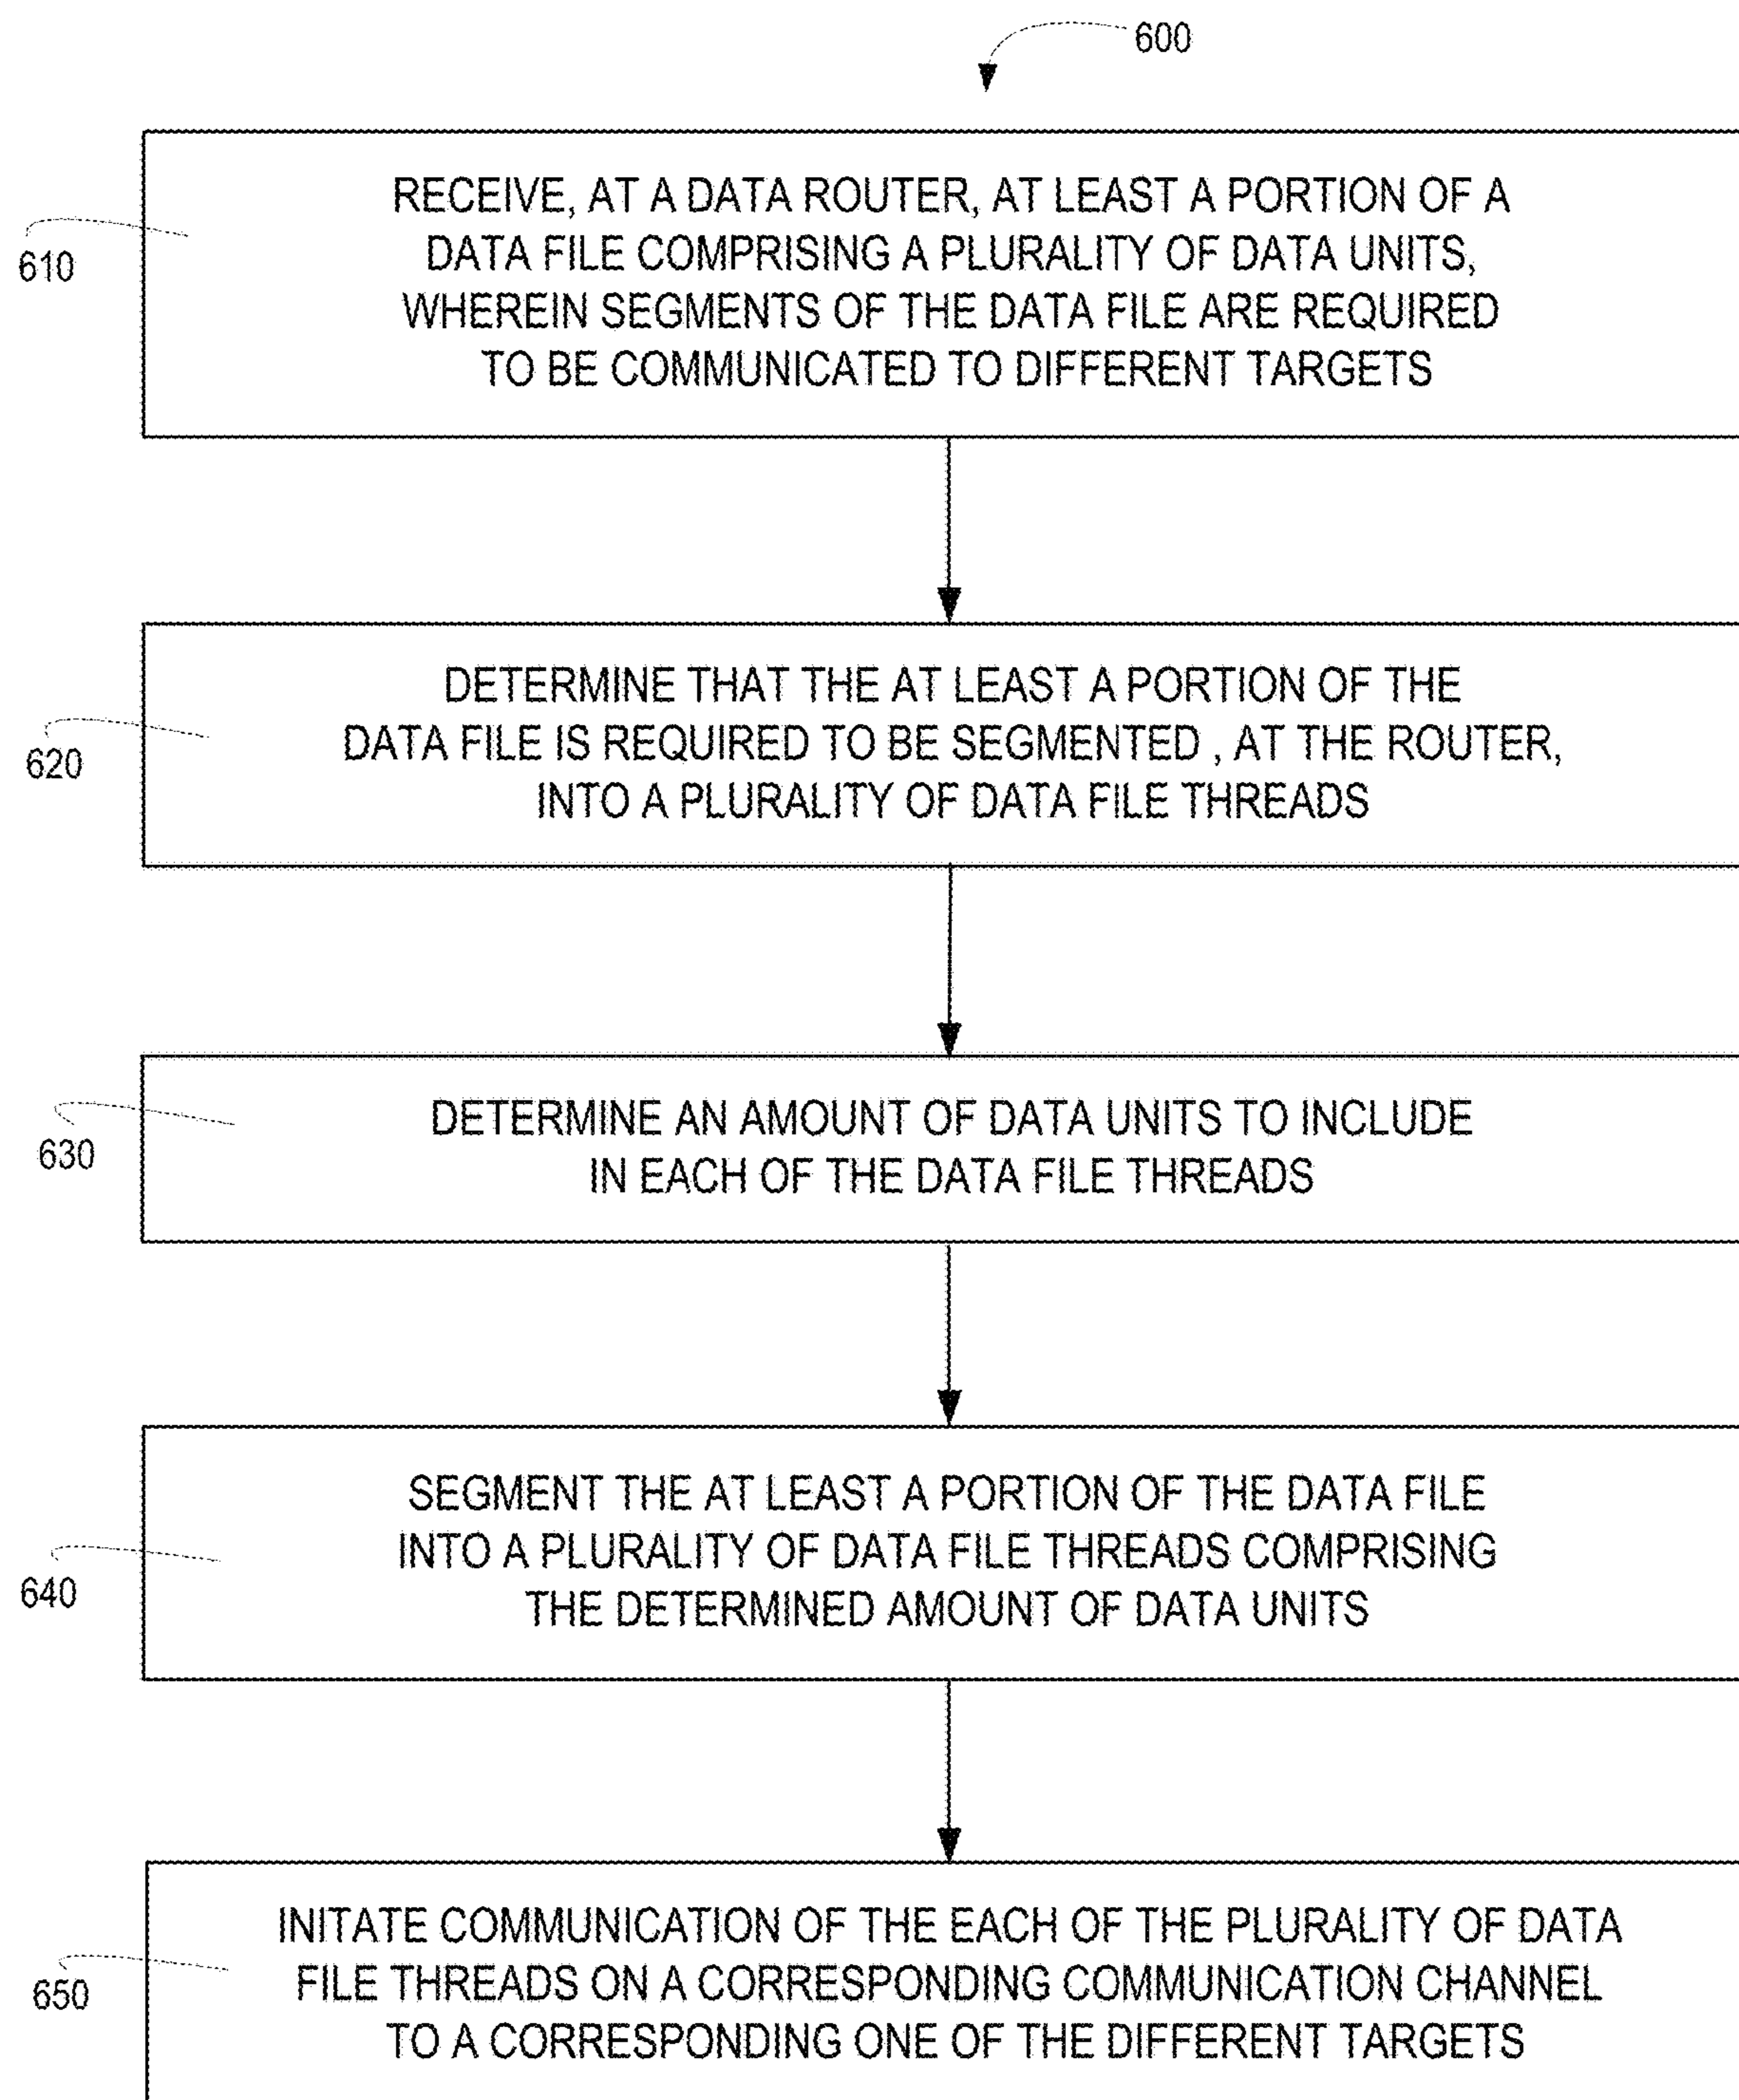 600
RECEIVE, AT A DATA ROUTER, AT LEAST A PORTION OF A
DATA FILE COMPRISING A PLURALITY OF DATA UNITS,
WHEREIN SEGMENTS OF THE DATA FILE ARE REQUIRED
TO BE COMMUNICATED TO DIFFERENT TARGETS
610
DETERMINE THAT THE AT LEAST A PORTION OF THE
DATA FILE IS REQUIRED TO BE SEGMENTED , AT THE ROUTER,
INTO A PLURALITY OF DATA FILE THREADS
620
DETERMINE AN AMOUNT OF DATA UNITS TO INCLUDE
IN EACH OF THE DATA FILE THREADS
630
SEGMENT THE AT LEAST A PORTION OF THE DATA FILE
INTO A PLURALITY OF DATA FILE THREADS COMPRISING
THE DETERMINED AMOUNT OF DATA UNITS
640
INITATE COMMUNICATION OF THE EACH OF THE PLURALITY OF DATA
FILE THREADS ON A CORRESPONDING COMMUNICATION CHANNEL
TO A CORRESPONDING ONE OF THE DIFFERENT TARGETS
650